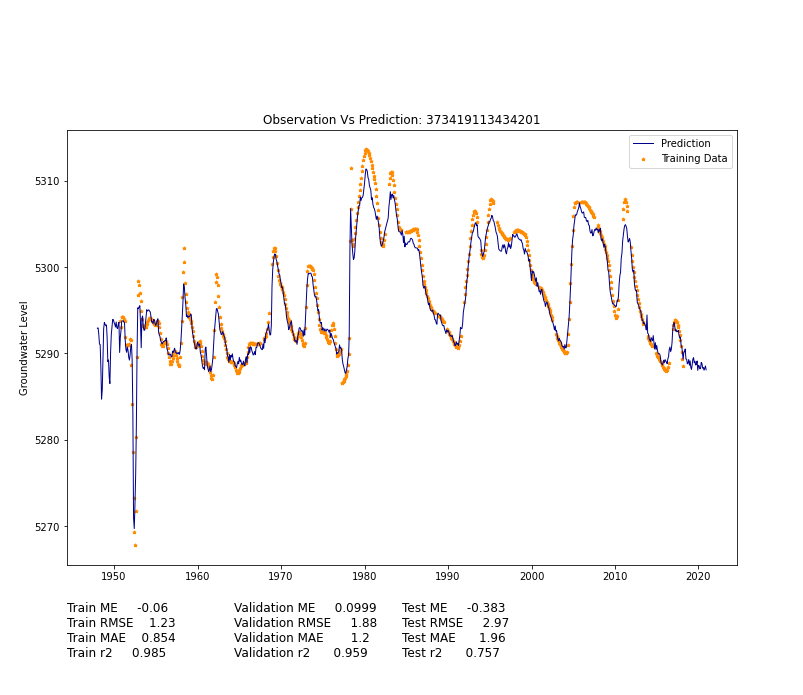 Observation Vs Prediction: 373419113434201
Prediction
Training Data
Groundwater Level
5310
5300
5290
5280
5270
1950 1960 1970 1980 1990 2000 2010 2020
Train ME -0.06 Validation ME 0.0999 Test ME -0.383
Train RMSE 1.23 Validation RMSE 1.88 Test RMSE 2.97
Train MAE 0.854 Validation MAE 1.2 Test MAE 1.96
Train r2 0.985 Validation r2 0.959 Test r2 0.757